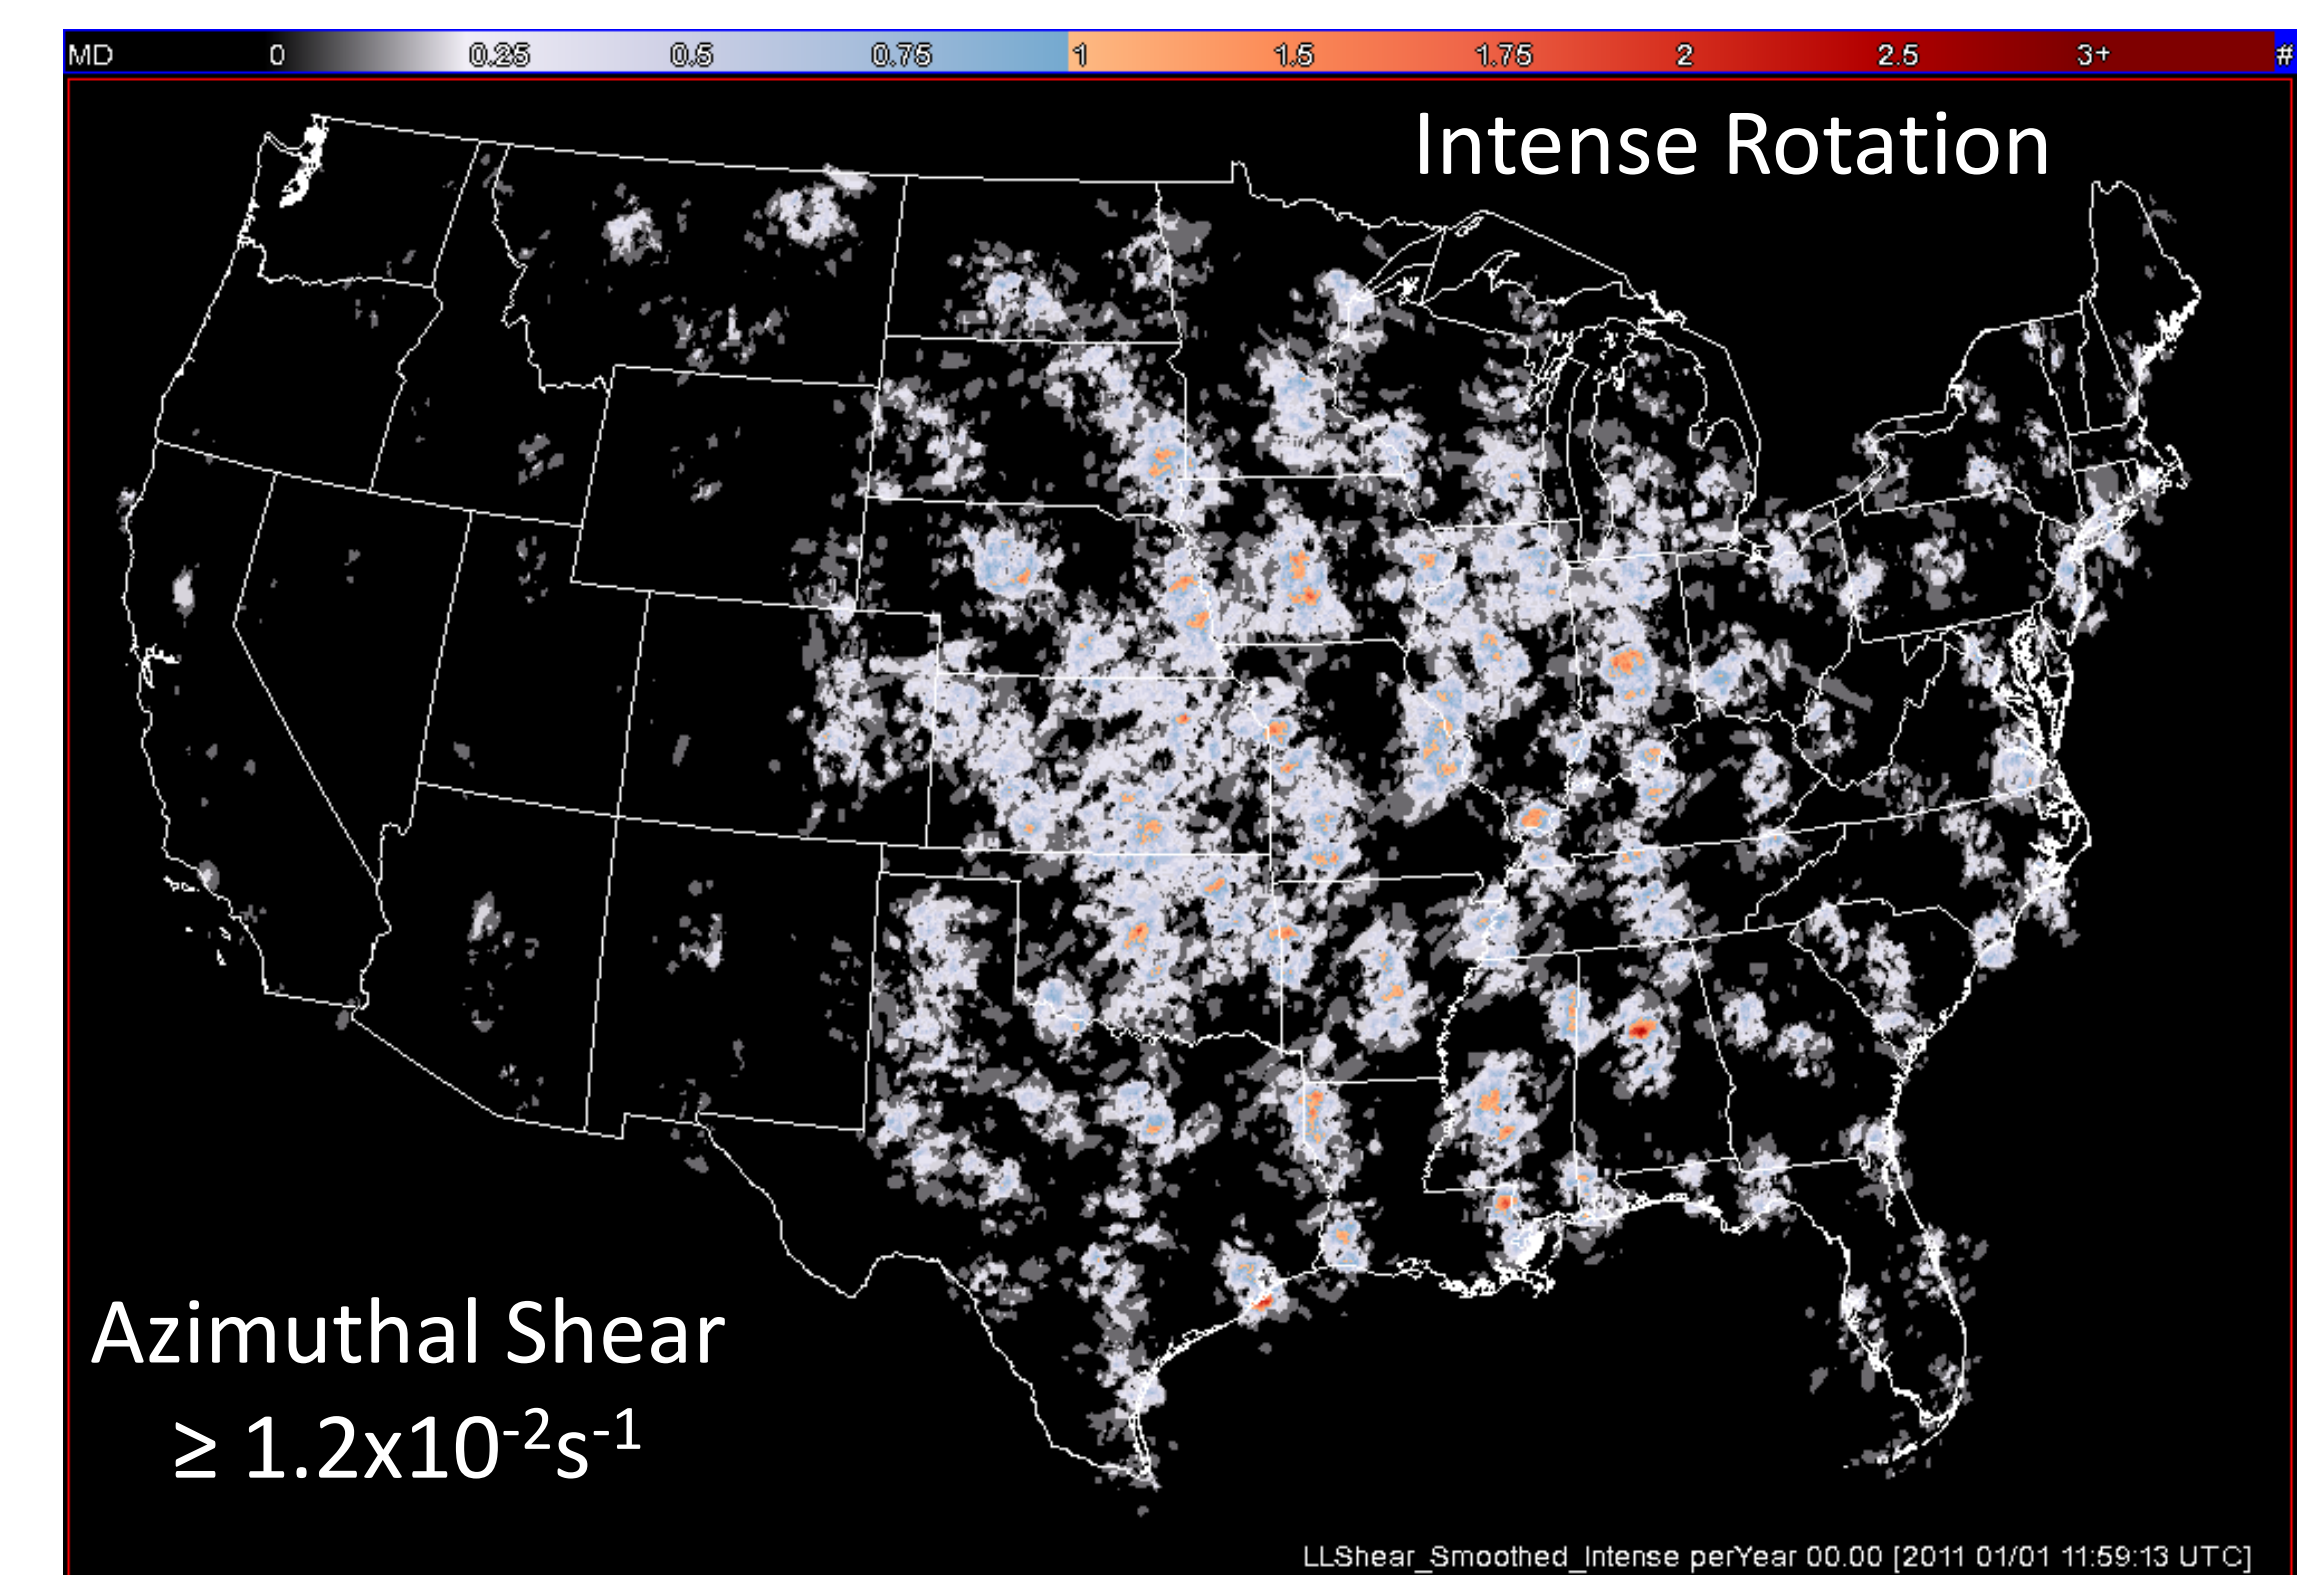 MD 0 0.25 0.5 0.75 1 1.5 1.75 2 2.5 3+ #
Intense Rotation
Azimuthal Shear
≥ 1.2x10⁻²s⁻¹
LLShear_Smoothed_Intense perYear 00.00 [2011 01/01 11:59:13 UTC]